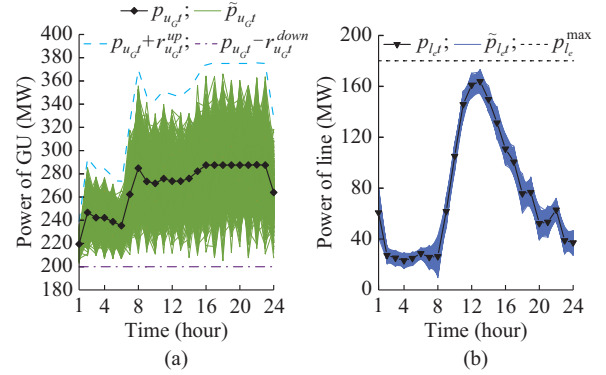 p_{u_G t}; p̃_{u_G t}
p_{u_G t}+r^{up}_{u_G t}; p_{u_G t}−r^{down}_{u_G t}
400
380
360
340
320
300
280
260
240
220
200
180
Power of GU (MW)
1 4 8 12 16 20 24
Time (hour)
(a)
p_{l_e t}; p̃_{l_e t}; p^{max}_{l_e}
200
160
120
80
40
0
Power of line (MW)
1 4 8 12 16 20 24
Time (hour)
(b)